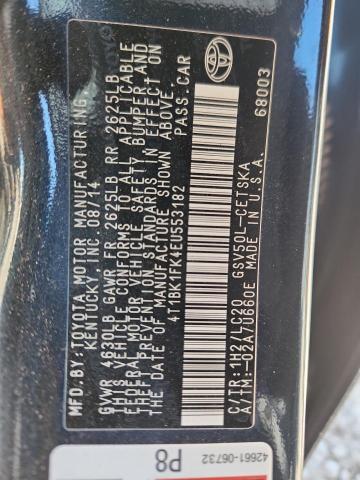 MFD.BY: TOYOTA MOTOR MANUFACTURING,
KENTUCKY, INC. 08/14
GVWR 4630LB GAWR FR 2625LB RR 2625LB
THIS VEHICLE CONFORMS TO ALL APPLICABLE
FEDERAL MOTOR VEHICLE SAFETY, BUMPER, AND
THEFT PREVENTION STANDARDS IN EFFECT ON
THE DATE OF MANUFACTURE SHOWN ABOVE.
4T1BK1FK4EU553182 PASS.CAR
C/TR:1H2/LC20 GSV50L-CETSKA
A/TM:-02A/U660E MADE IN U.S.A.
68003
42661-06732
P8